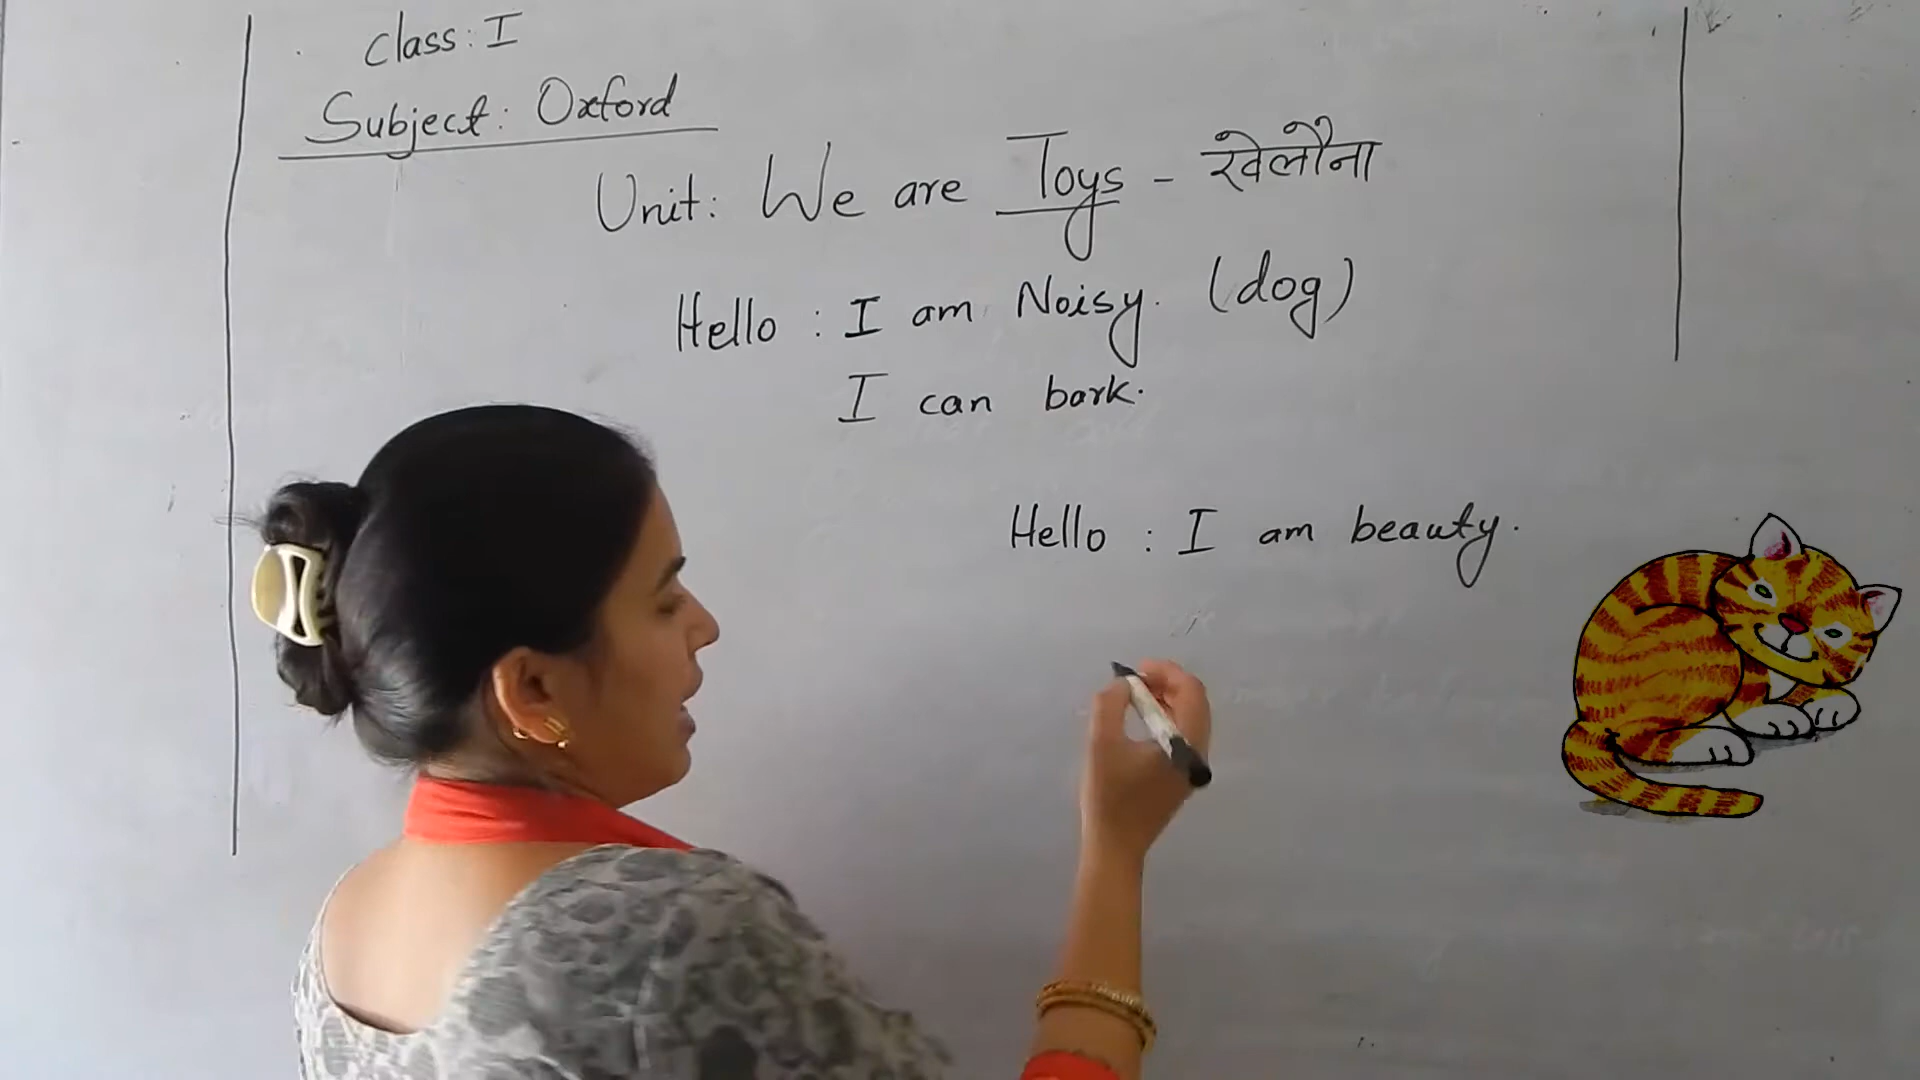 Class: I
Subject: Oxford
Unit: We are Toys - खेलौना
Hello : I am Noisy. (dog)
I can bark.
Hello : I am beauty.